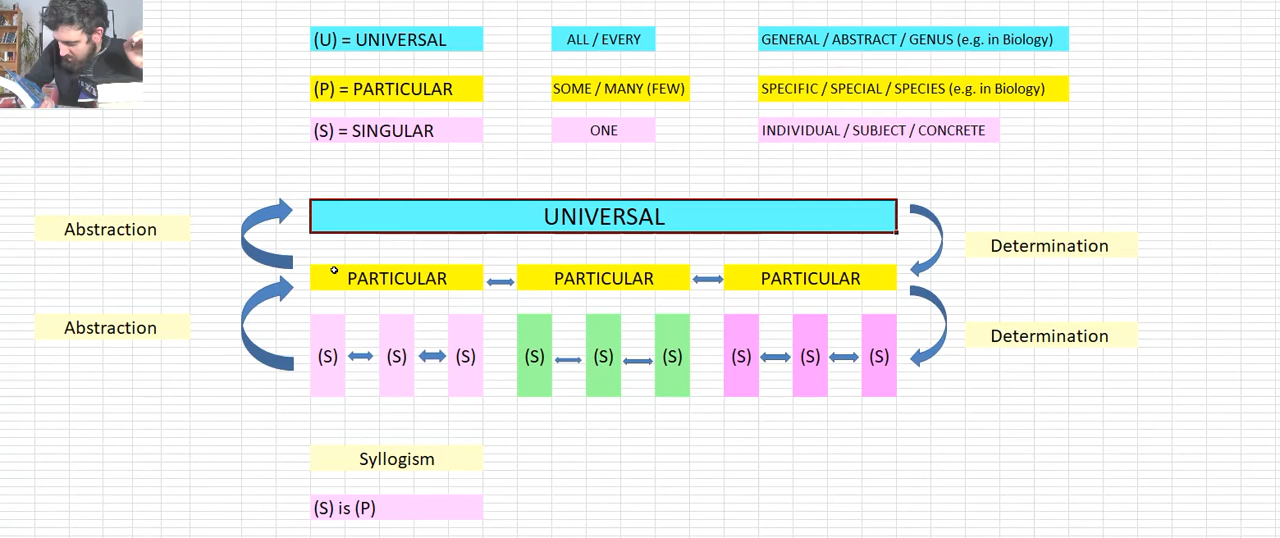 (U) = UNIVERSAL ALL / EVERY GENERAL / ABSTRACT / GENUS (e.g. in Biology)
(P) = PARTICULAR SOME / MANY (FEW) SPECIFIC / SPECIAL / SPECIES (e.g. in Biology)
(S) = SINGULAR ONE INDIVIDUAL / SUBJECT / CONCRETE
UNIVERSAL
Abstraction
Determination
PARTICULAR PARTICULAR PARTICULAR
Abstraction
Determination
(S) (S) (S) (S) (S) (S) (S) (S) (S)
Syllogism
(S) is (P)